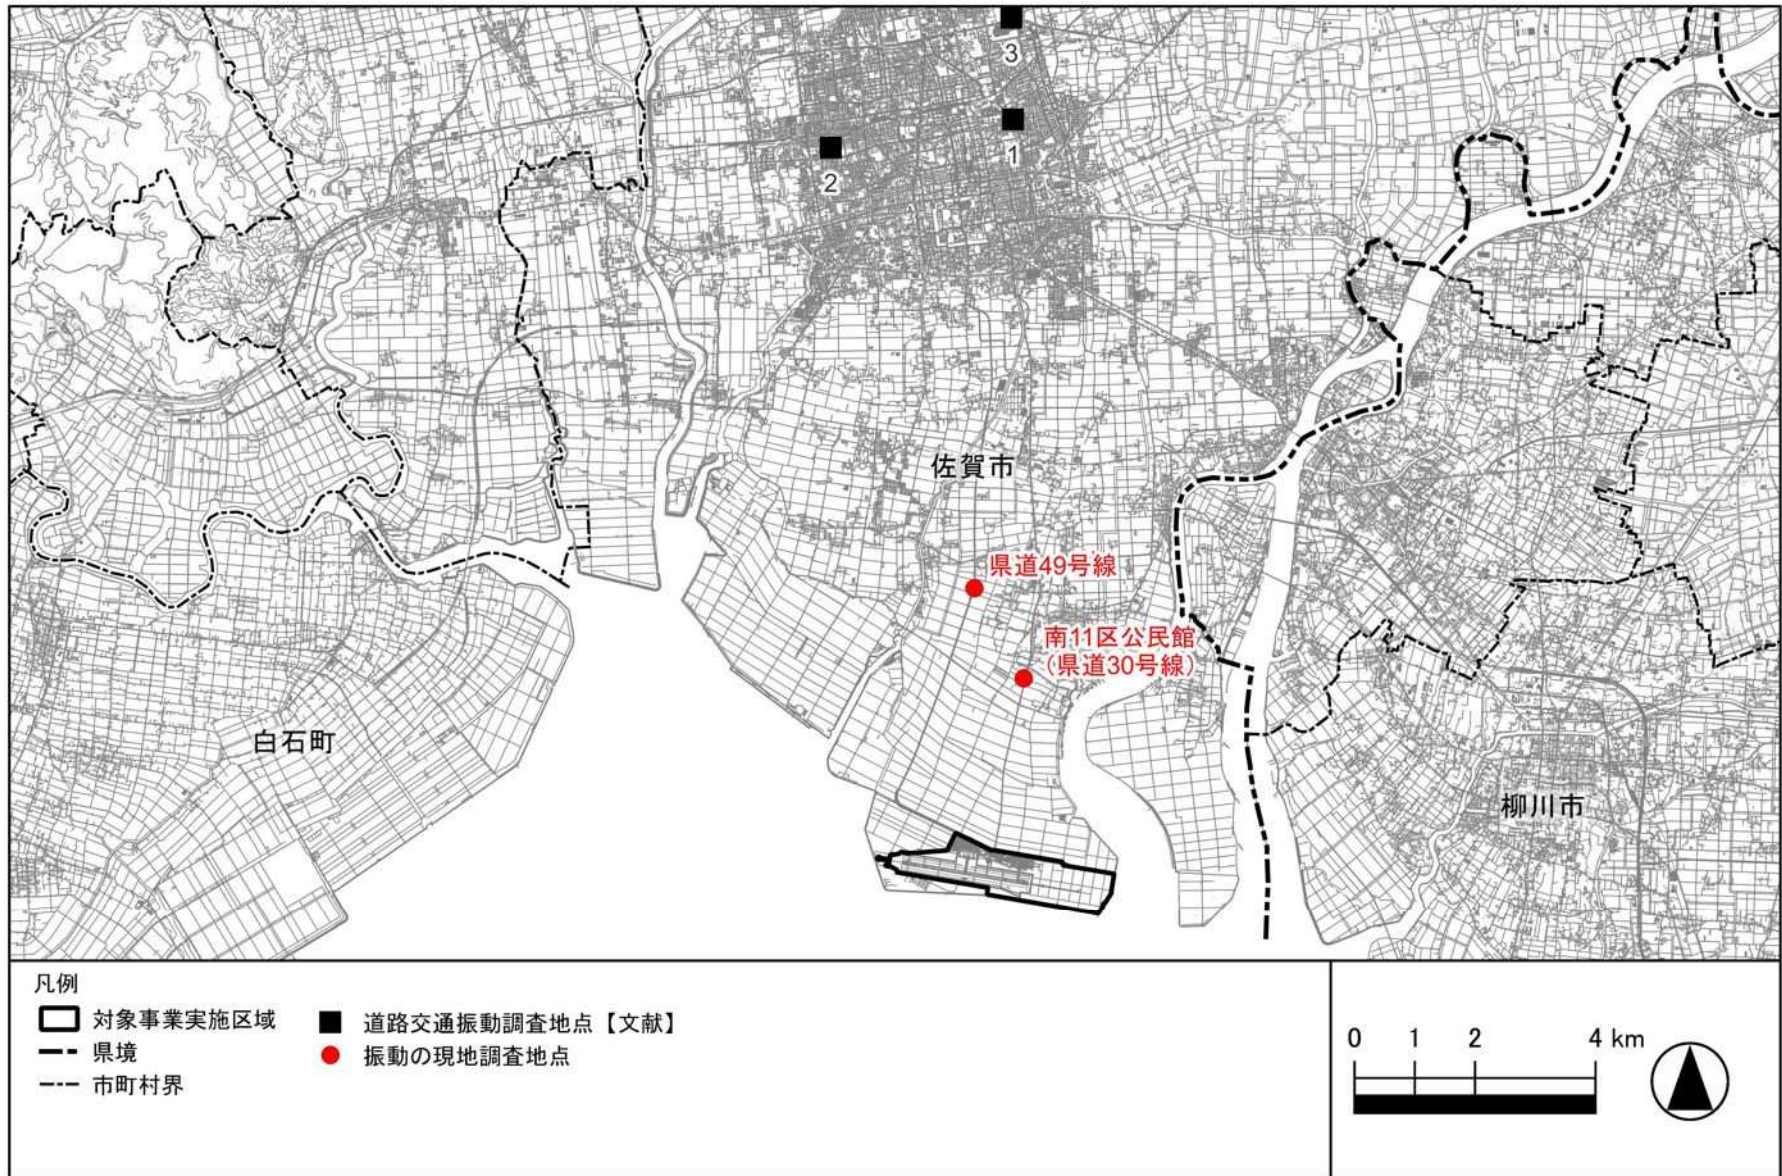 3
1
2
佐賀市
県道49号線
南11区公民館
(県道30号線)
白石町
柳川市
凡例
対象事業実施区域
県境
市町村界
道路交通振動調査地点【文献】
振動の現地調査地点
0 1 2 4 km